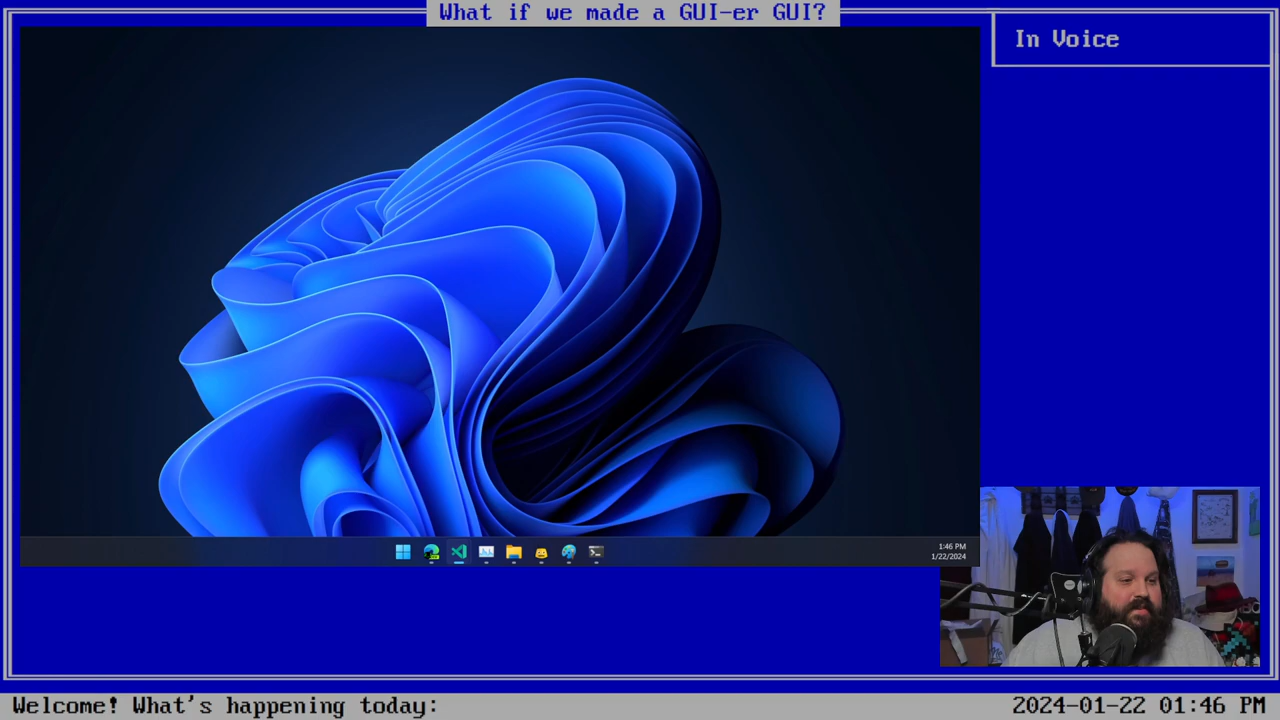 What if we made a GUI-er GUI?
In Voice
1:46 PM
1/22/2024
Welcome! What's happening today:
2024-01-22 01:46 PM